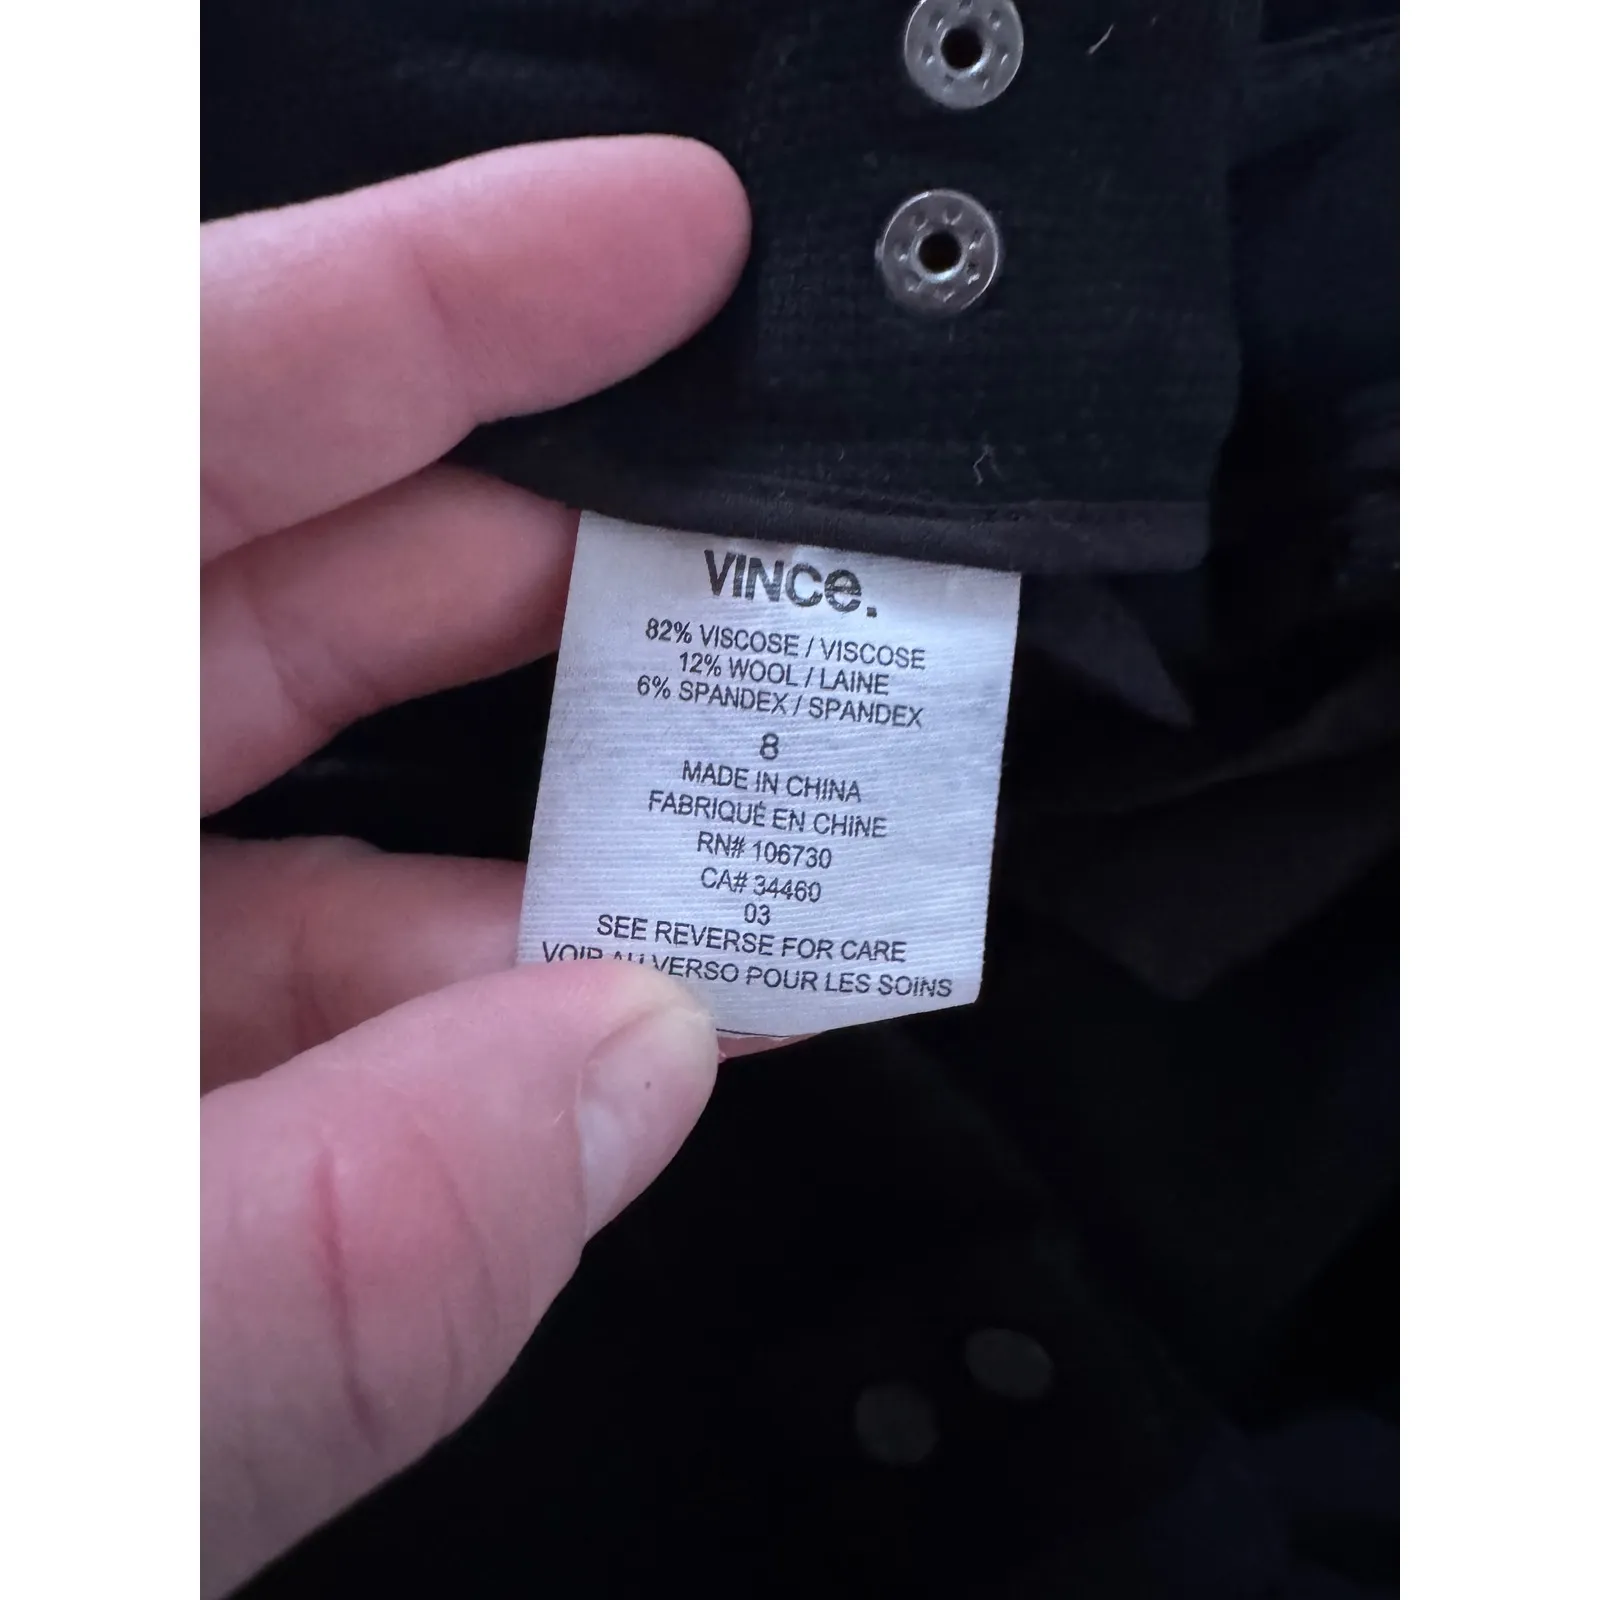 VINCe.
82% VISCOSE / VISCOSE
12% WOOL / LAINE
6% SPANDEX / SPANDEX
8
MADE IN CHINA
FABRIQUÉ EN CHINE
RN# 106730
CA# 34460
03
SEE REVERSE FOR CARE
VOIR AU VERSO POUR LES SOINS